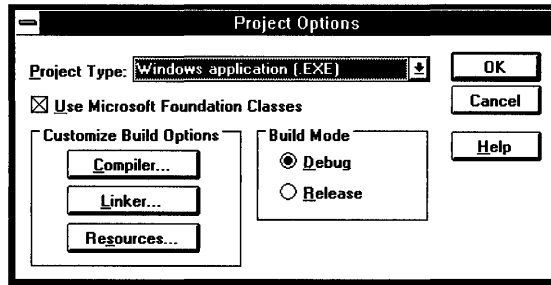 Project Options
Project Type: Windows application (.EXE)
OK
Use Microsoft Foundation Classes
Cancel
Customize Build Options
Compiler...
Linker...
Resources...
Build Mode
Debug
Release
Help